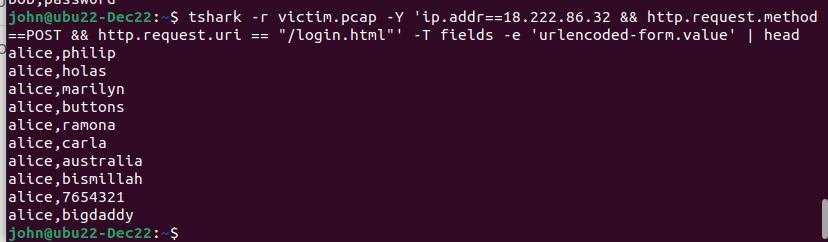 bob,password
john@ubu22-Dec22:~$ tshark -r victim.pcap -Y 'ip.addr==18.222.86.32 && http.request.method
==POST && http.request.uri == "/login.html"' -T fields -e 'urlencoded-form.value' | head
alice,philip
alice,holas
alice,marilyn
alice,buttons
alice,ramona
alice,carla
alice,australia
alice,bismillah
alice,7654321
alice,bigdaddy
john@ubu22-Dec22:~$